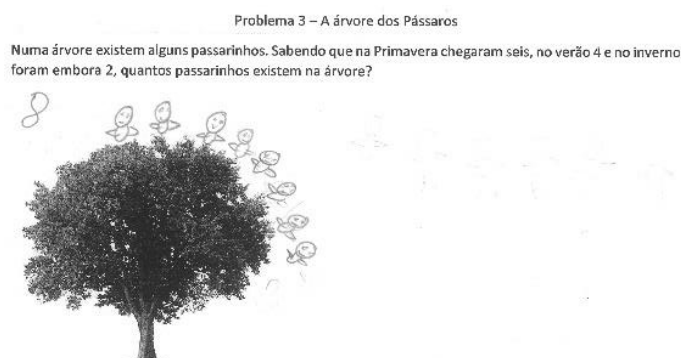 Problema 3 – A árvore dos Pássaros
Numa árvore existem alguns passarinhos. Sabendo que na Primavera chegaram seis, no verão 4 e no inverno
foram embora 2, quantos passarinhos existem na árvore?
8